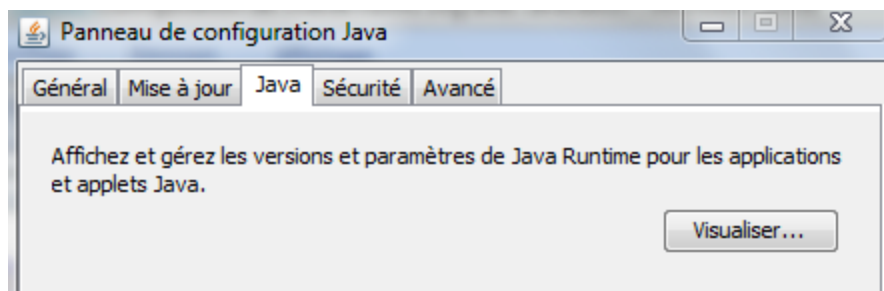 Panneau de configuration Java
Général Mise à jour Java Sécurité Avancé
Affichez et gérez les versions et paramètres de Java Runtime pour les applications
et applets Java.
Visualiser...